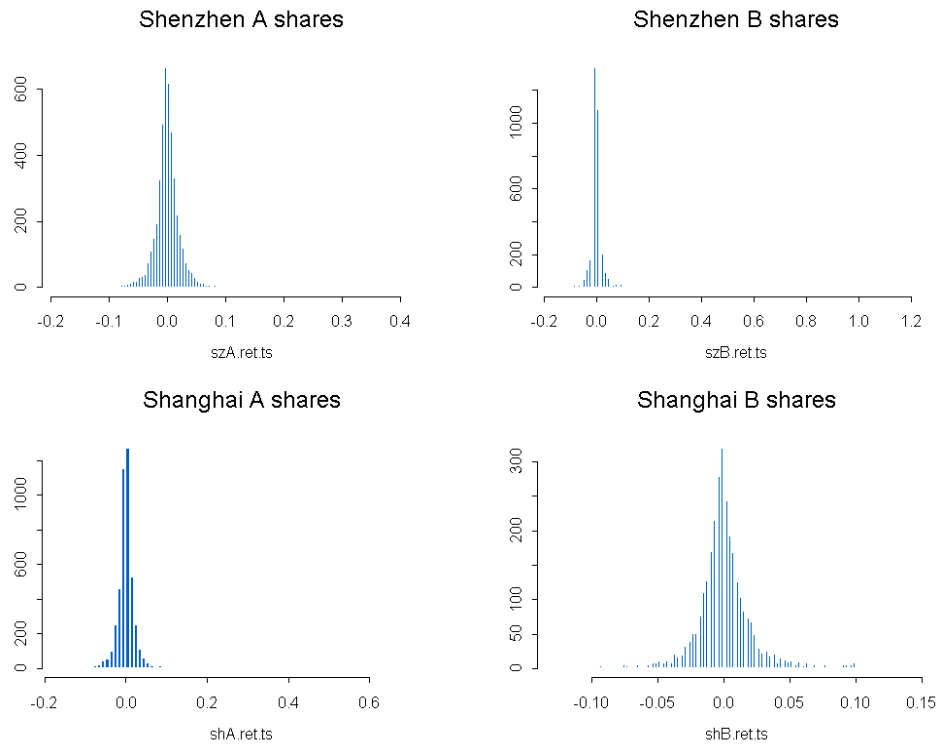 Shenzhen A shares
Shenzhen B shares
0 200 400 600
-0.2 -0.1 0.0 0.1 0.2 0.3 0.4
szA.ret.ts
0 200 600 1000
-0.2 0.0 0.2 0.4 0.6 0.8 1.0 1.2
szB.ret.ts
Shanghai A shares
Shanghai B shares
0 200 600 1000
-0.2 0.0 0.2 0.4 0.6
shA.ret.ts
0 50 100 200 300
-0.10 -0.05 0.0 0.05 0.10 0.15
shB.ret.ts